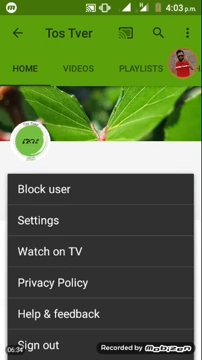 4:03 p.m.
Tos Tver
HOME VIDEOS PLAYLISTS
Block user
Settings
Watch on TV
Privacy Policy
Help & feedback
Sign out
06:34
Recorded by Mobizen